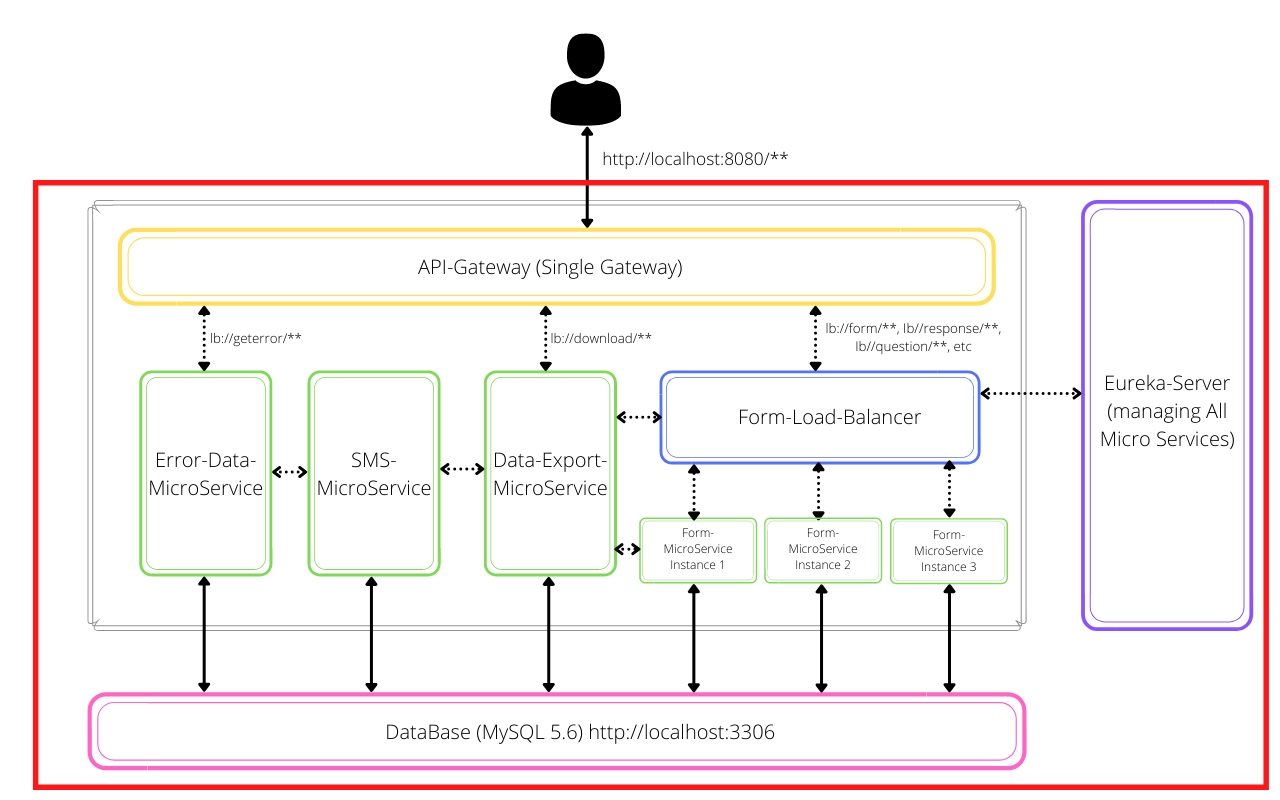 http://localhost:8080/**
API-Gateway (Single Gateway)
lb://geterror/**
lb://download/**
lb://form/**, lb//response/**,
lb//question/**, etc
Error-Data-
MicroService
SMS-
MicroService
Data-Export-
MicroService
Form-Load-Balancer
Eureka-Server
(managing All
Micro Services)
Form-
MicroService
Instance 1
Form-
MicroService
Instance 2
Form-
MicroService
Instance 3
DataBase (MySQL 5.6) http://localhost:3306